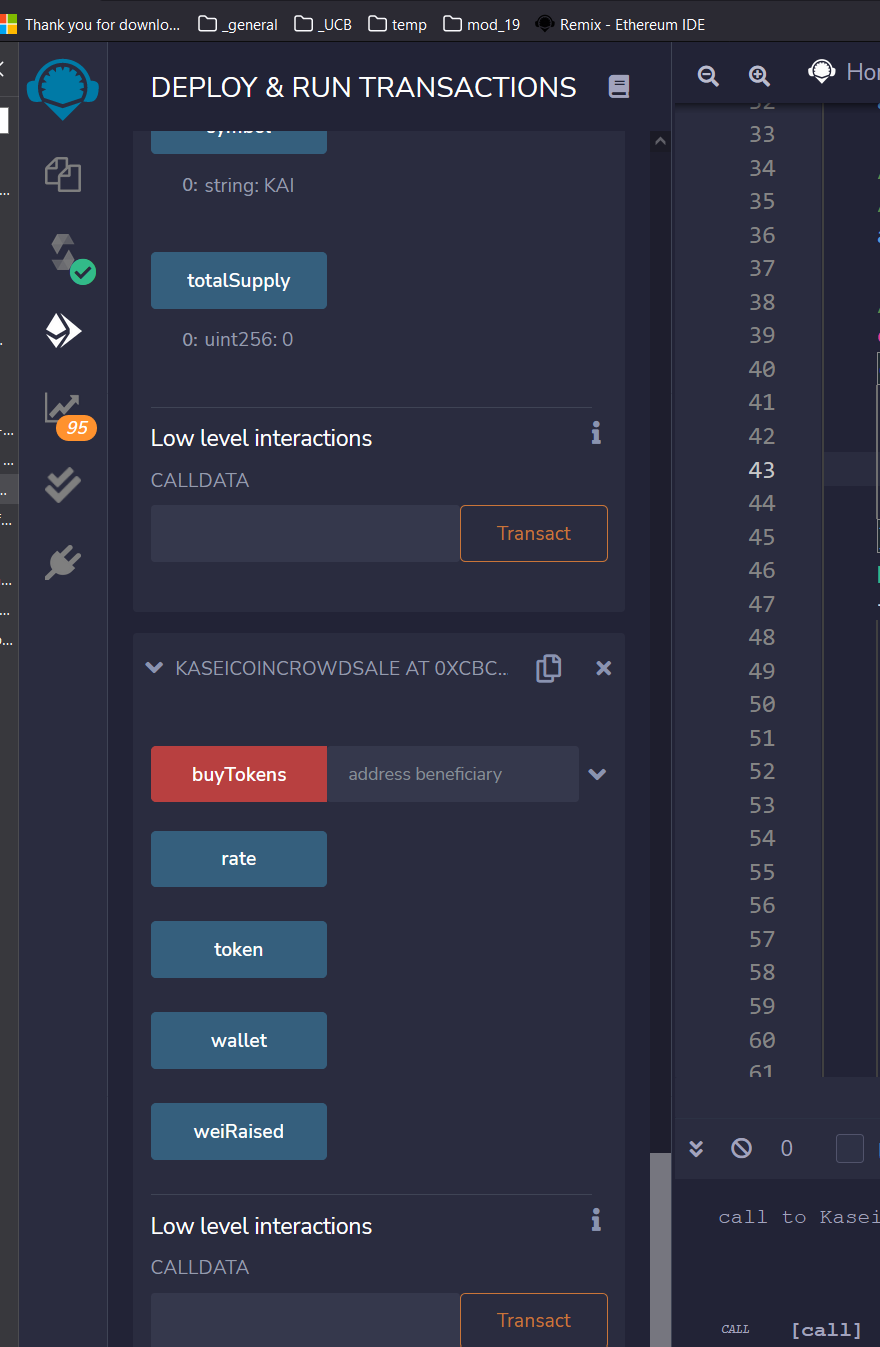 Thank you for downlo... _general _UCB temp mod_19 Remix - Ethereum IDE
DEPLOY & RUN TRANSACTIONS
symbol
0: string: KAI
totalSupply
0: uint256: 0
95
Low level interactions
CALLDATA
Transact
KASEICOINCROWDSALE AT 0XCBC...
buyTokens address beneficiary
rate
token
wallet
weiRaised
Low level interactions
CALLDATA
Transact
Hor
32
33
34
35
36
37
38
39
40
41
42
43
44
45
46
47
48
49
50
51
52
53
54
55
56
57
58
59
60
61
0
call to Kasei
CALL [call]